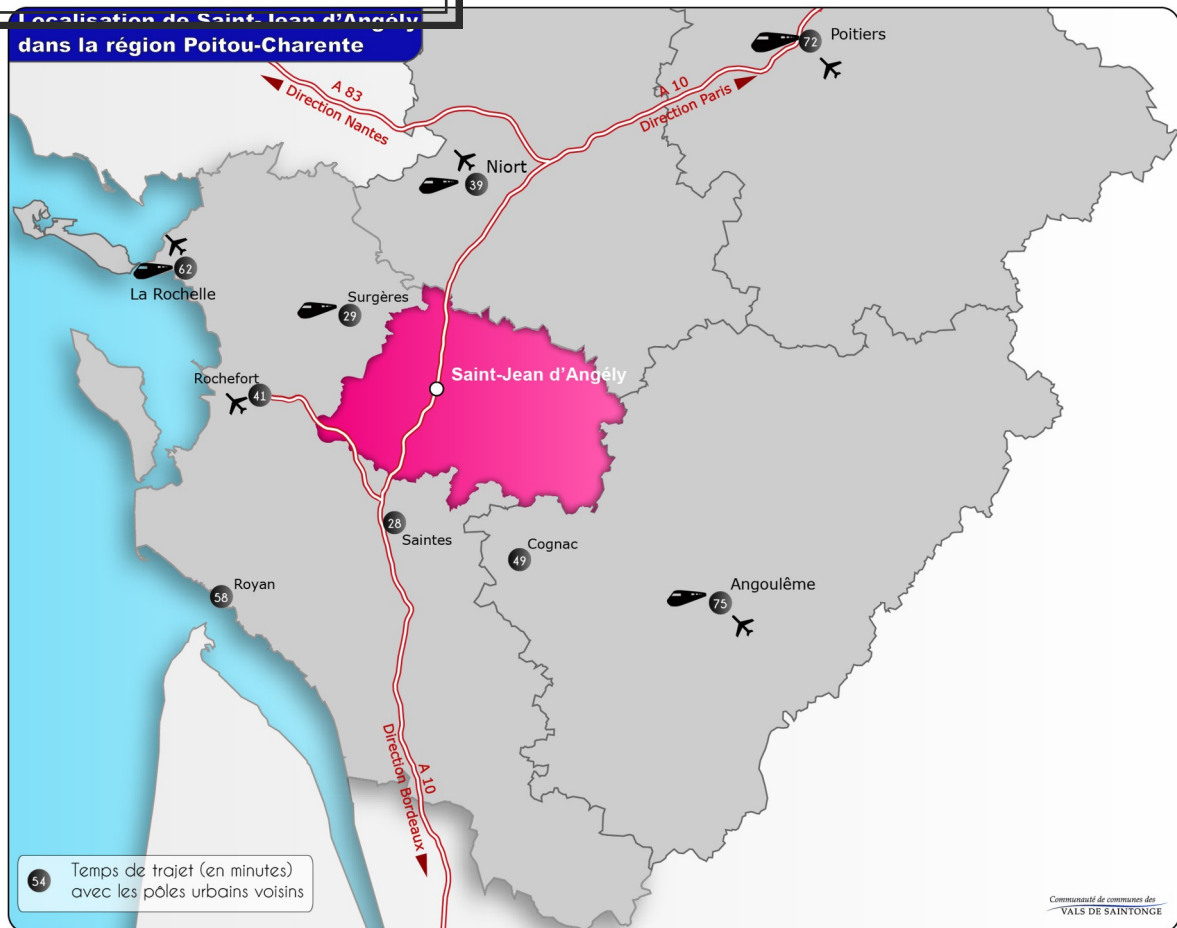 Localisation de Saint-Jean d'Angély
dans la région Poitou-Charente
72
Poitiers
A 83
Direction Nantes
A 10
Direction Paris
Niort
39
62
La Rochelle
Surgères
29
Rochefort
41
Saint-Jean d'Angély
28
Saintes
Cognac
49
Royan
58
Angoulême
75
A 10
Direction Bordeaux
54
Temps de trajet (en minutes)
avec les pôles urbains voisins
Communauté de communes des
VALS DE SAINTONGE